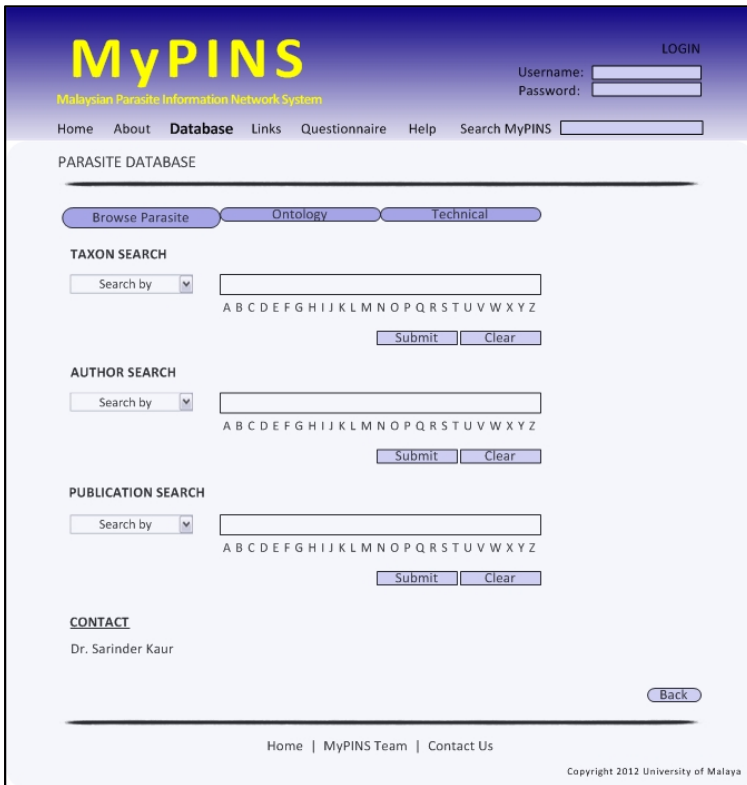 MyPINS
Malaysian Parasite Information Network System
LOGIN
Username:
Password:
Home About Database Links Questionnaire Help Search MyPINS
PARASITE DATABASE
Browse Parasite Ontology Technical
TAXON SEARCH
Search by
A B C D E F G H I J K L M N O P Q R S T U V W X Y Z
Submit Clear
AUTHOR SEARCH
Search by
A B C D E F G H I J K L M N O P Q R S T U V W X Y Z
Submit Clear
PUBLICATION SEARCH
Search by
A B C D E F G H I J K L M N O P Q R S T U V W X Y Z
Submit Clear
CONTACT
Dr. Sarinder Kaur
Back
Home | MyPINS Team | Contact Us
Copyright 2012 University of Malaya